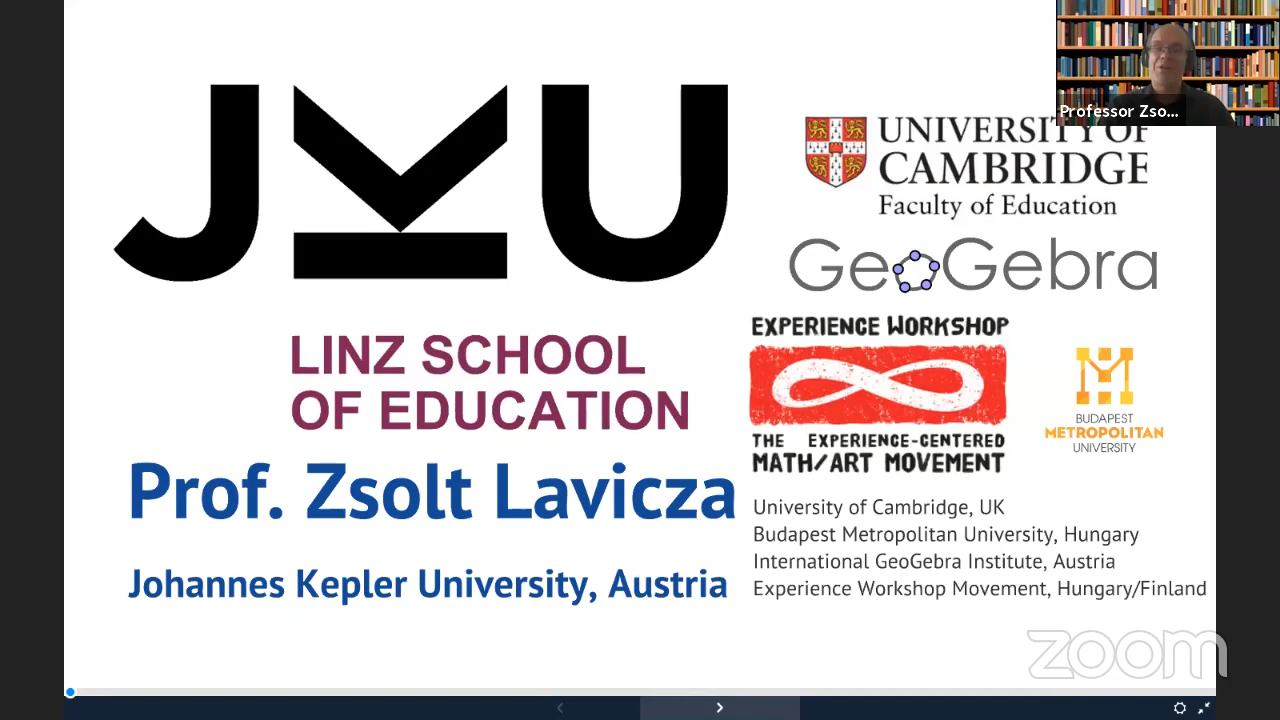 JKU
LINZ SCHOOL
OF EDUCATION
Prof. Zsolt Lavicza
Johannes Kepler University, Austria
Professor Zso...
UNIVERSITY OF
CAMBRIDGE
Faculty of Education
GeoGebra
EXPERIENCE WORKSHOP
THE EXPERIENCE-CENTERED
MATH/ART MOVEMENT
BUDAPEST
METROPOLITAN
UNIVERSITY
University of Cambridge, UK
Budapest Metropolitan University, Hungary
International GeoGebra Institute, Austria
Experience Workshop Movement, Hungary/Finland
zoom